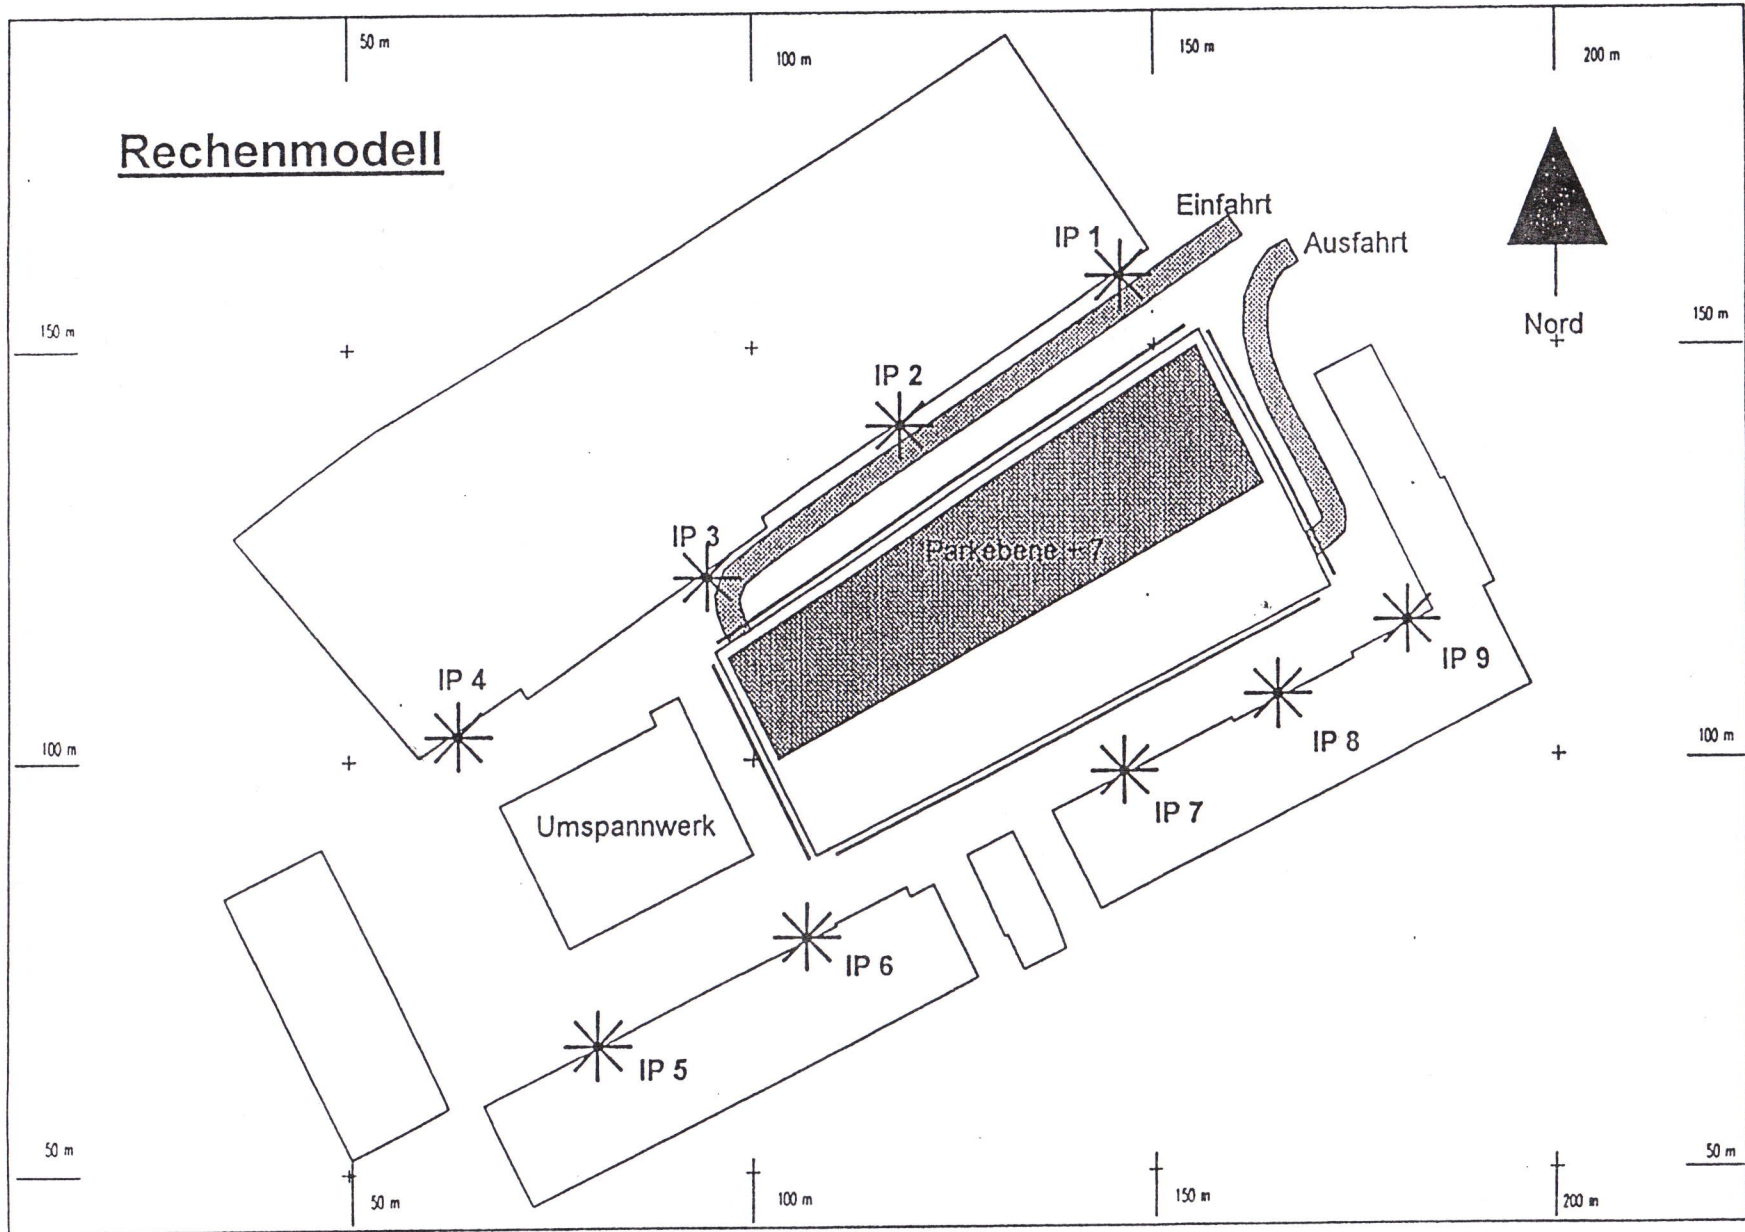 50 m
100 m
150 m
200 m
Rechenmodell
Einfahrt
IP 1
Ausfahrt
Nord
150 m
150 m
IP 2
IP 3
Parkebene + 7
IP 4
IP 9
100 m
100 m
IP 8
Umspannwerk
IP 7
IP 6
IP 5
50 m
50 m
50 m
100 m
150 m
200 m